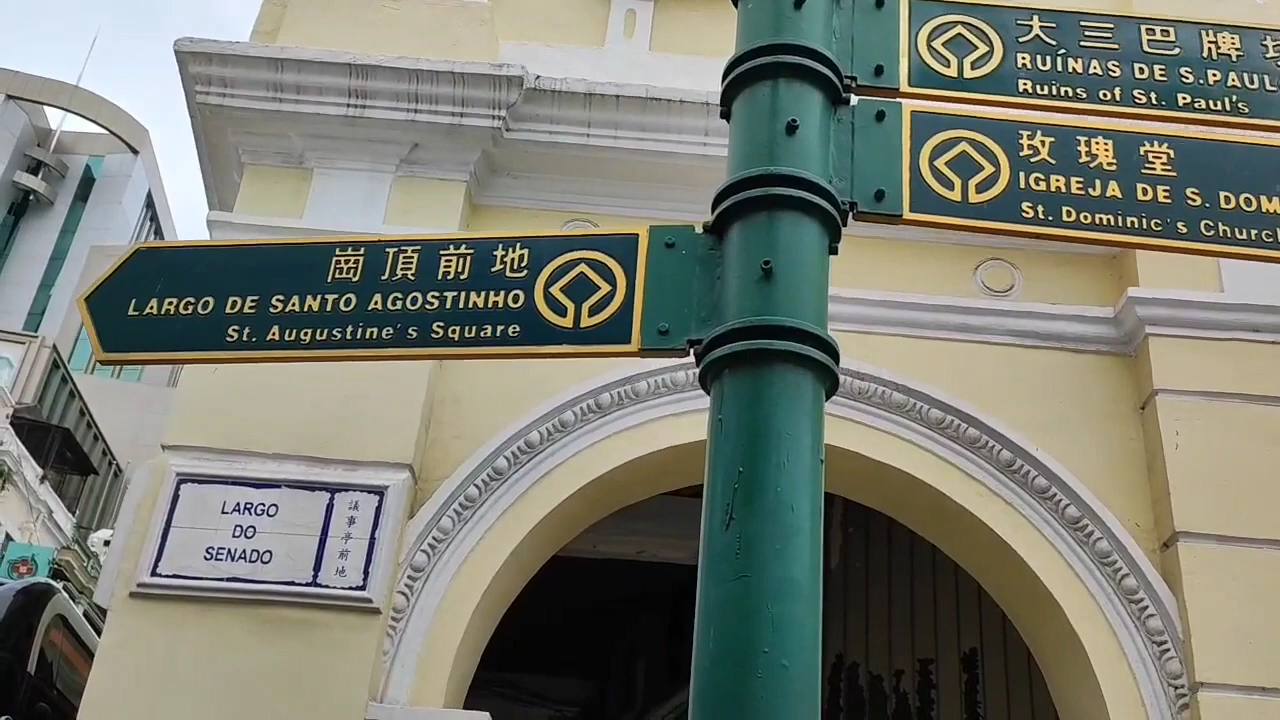 大三巴牌坊
RUÍNAS DE S.PAUL
Ruins of St. Paul's
玫瑰堂
IGREJA DE S. DOM
St. Dominic's Church
崗頂前地
LARGO DE SANTO AGOSTINHO
St. Augustine's Square
LARGO
DO
SENADO
議事亭前地